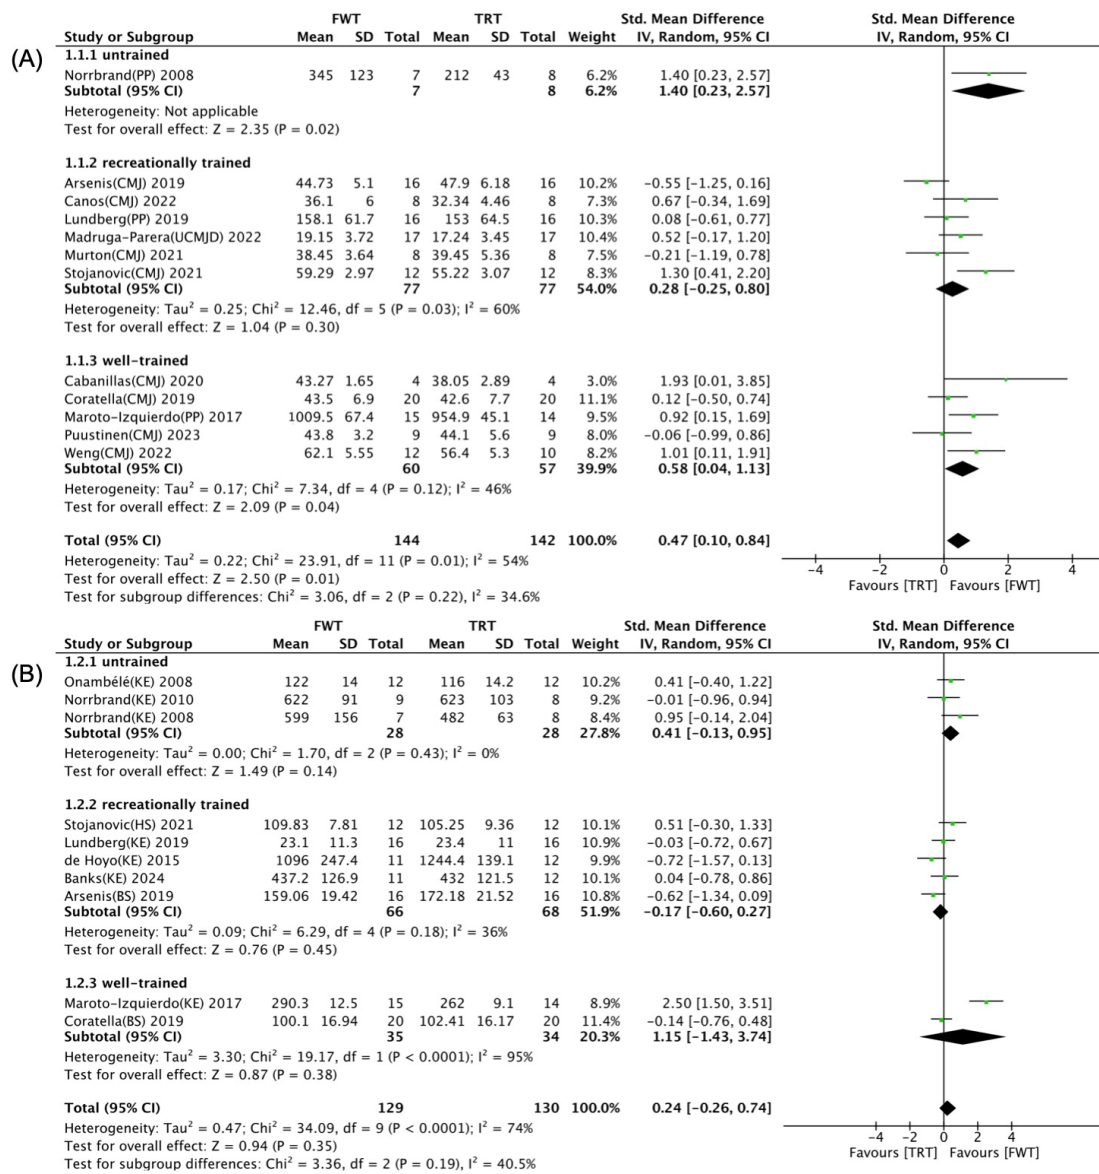 (A)
FWT TRT Std. Mean Difference Std. Mean Difference
Study or Subgroup Mean SD Total Mean SD Total Weight IV, Random, 95% CI IV, Random, 95% CI
1.1.1 untrained
Norrbrand(PP) 2008 345 123 7 212 43 8 6.2% 1.40 [0.23, 2.57]
Subtotal (95% CI) 7 8 6.2% 1.40 [0.23, 2.57]
Heterogeneity: Not applicable
Test for overall effect: Z = 2.35 (P = 0.02)
1.1.2 recreationally trained
Arsenis(CMJ) 2019 44.73 5.1 16 47.9 6.18 16 10.2% −0.55 [−1.25, 0.16]
Canos(CMJ) 2022 36.1 6 8 32.34 4.46 8 7.3% 0.67 [−0.34, 1.69]
Lundberg(PP) 2019 158.1 61.7 16 153 64.5 16 10.3% 0.08 [−0.61, 0.77]
Madruga-Parera(UCMJD) 2022 19.15 3.72 17 17.24 3.45 17 10.4% 0.52 [−0.17, 1.20]
Murton(CMJ) 2021 38.45 3.64 8 39.45 5.36 8 7.5% −0.21 [−1.19, 0.78]
Stojanovic(CMJ) 2021 59.29 2.97 12 55.22 3.07 12 8.3% 1.30 [0.41, 2.20]
Subtotal (95% CI) 77 77 54.0% 0.28 [−0.25, 0.80]
Heterogeneity: Tau² = 0.25; Chi² = 12.46, df = 5 (P = 0.03); I² = 60%
Test for overall effect: Z = 1.04 (P = 0.30)
1.1.3 well-trained
Cabanillas(CMJ) 2020 43.27 1.65 4 38.05 2.89 4 3.0% 1.93 [0.01, 3.85]
Coratella(CMJ) 2019 43.5 6.9 20 42.6 7.7 20 11.1% 0.12 [−0.50, 0.74]
Maroto-Izquierdo(PP) 2017 1009.5 67.4 15 954.9 45.1 14 9.5% 0.92 [0.15, 1.69]
Puustinen(CMJ) 2023 43.8 3.2 9 44.1 5.6 9 8.0% −0.06 [−0.99, 0.86]
Weng(CMJ) 2022 62.1 5.55 12 56.4 5.3 10 8.2% 1.01 [0.11, 1.91]
Subtotal (95% CI) 60 57 39.9% 0.58 [0.04, 1.13]
Heterogeneity: Tau² = 0.17; Chi² = 7.34, df = 4 (P = 0.12); I² = 46%
Test for overall effect: Z = 2.09 (P = 0.04)
Total (95% CI) 144 142 100.0% 0.47 [0.10, 0.84]
Heterogeneity: Tau² = 0.22; Chi² = 23.91, df = 11 (P = 0.01); I² = 54%
Test for overall effect: Z = 2.50 (P = 0.01)
Test for subgroup differences: Chi² = 3.06, df = 2 (P = 0.22), I² = 34.6%
−4 −2 0 2 4
Favours [TRT] Favours [FWT]
(B)
FWT TRT Std. Mean Difference Std. Mean Difference
Study or Subgroup Mean SD Total Mean SD Total Weight IV, Random, 95% CI IV, Random, 95% CI
1.2.1 untrained
Onambélé(KE) 2008 122 14 12 116 14.2 12 10.2% 0.41 [−0.40, 1.22]
Norrbrand(KE) 2010 622 91 9 623 103 8 9.2% −0.01 [−0.96, 0.94]
Norrbrand(KE) 2008 599 156 7 482 63 8 8.4% 0.95 [−0.14, 2.04]
Subtotal (95% CI) 28 28 27.8% 0.41 [−0.13, 0.95]
Heterogeneity: Tau² = 0.00; Chi² = 1.70, df = 2 (P = 0.43); I² = 0%
Test for overall effect: Z = 1.49 (P = 0.14)
1.2.2 recreationally trained
Stojanovic(HS) 2021 109.83 7.81 12 105.25 9.36 12 10.1% 0.51 [−0.30, 1.33]
Lundberg(KE) 2019 23.1 11.3 16 23.4 11 16 10.9% −0.03 [−0.72, 0.67]
de Hoyo(KE) 2015 1096 247.4 11 1244.4 139.1 12 9.9% −0.72 [−1.57, 0.13]
Banks(KE) 2024 437.2 126.9 11 432 121.5 12 10.1% 0.04 [−0.78, 0.86]
Arsenis(BS) 2019 159.06 19.42 16 172.18 21.52 16 10.8% −0.62 [−1.34, 0.09]
Subtotal (95% CI) 66 68 51.9% −0.17 [−0.60, 0.27]
Heterogeneity: Tau² = 0.09; Chi² = 6.29, df = 4 (P = 0.18); I² = 36%
Test for overall effect: Z = 0.76 (P = 0.45)
1.2.3 well-trained
Maroto-Izquierdo(KE) 2017 290.3 12.5 15 262 9.1 14 8.9% 2.50 [1.50, 3.51]
Coratella(BS) 2019 100.1 16.94 20 102.41 16.17 20 11.4% −0.14 [−0.76, 0.48]
Subtotal (95% CI) 35 34 20.3% 1.15 [−1.43, 3.74]
Heterogeneity: Tau² = 3.30; Chi² = 19.17, df = 1 (P < 0.0001); I² = 95%
Test for overall effect: Z = 0.87 (P = 0.38)
Total (95% CI) 129 130 100.0% 0.24 [−0.26, 0.74]
Heterogeneity: Tau² = 0.47; Chi² = 34.09, df = 9 (P < 0.0001); I² = 74%
Test for overall effect: Z = 0.94 (P = 0.35)
Test for subgroup differences: Chi² = 3.36, df = 2 (P = 0.19), I² = 40.5%
−4 −2 0 2 4
Favours [TRT] Favours [FWT]